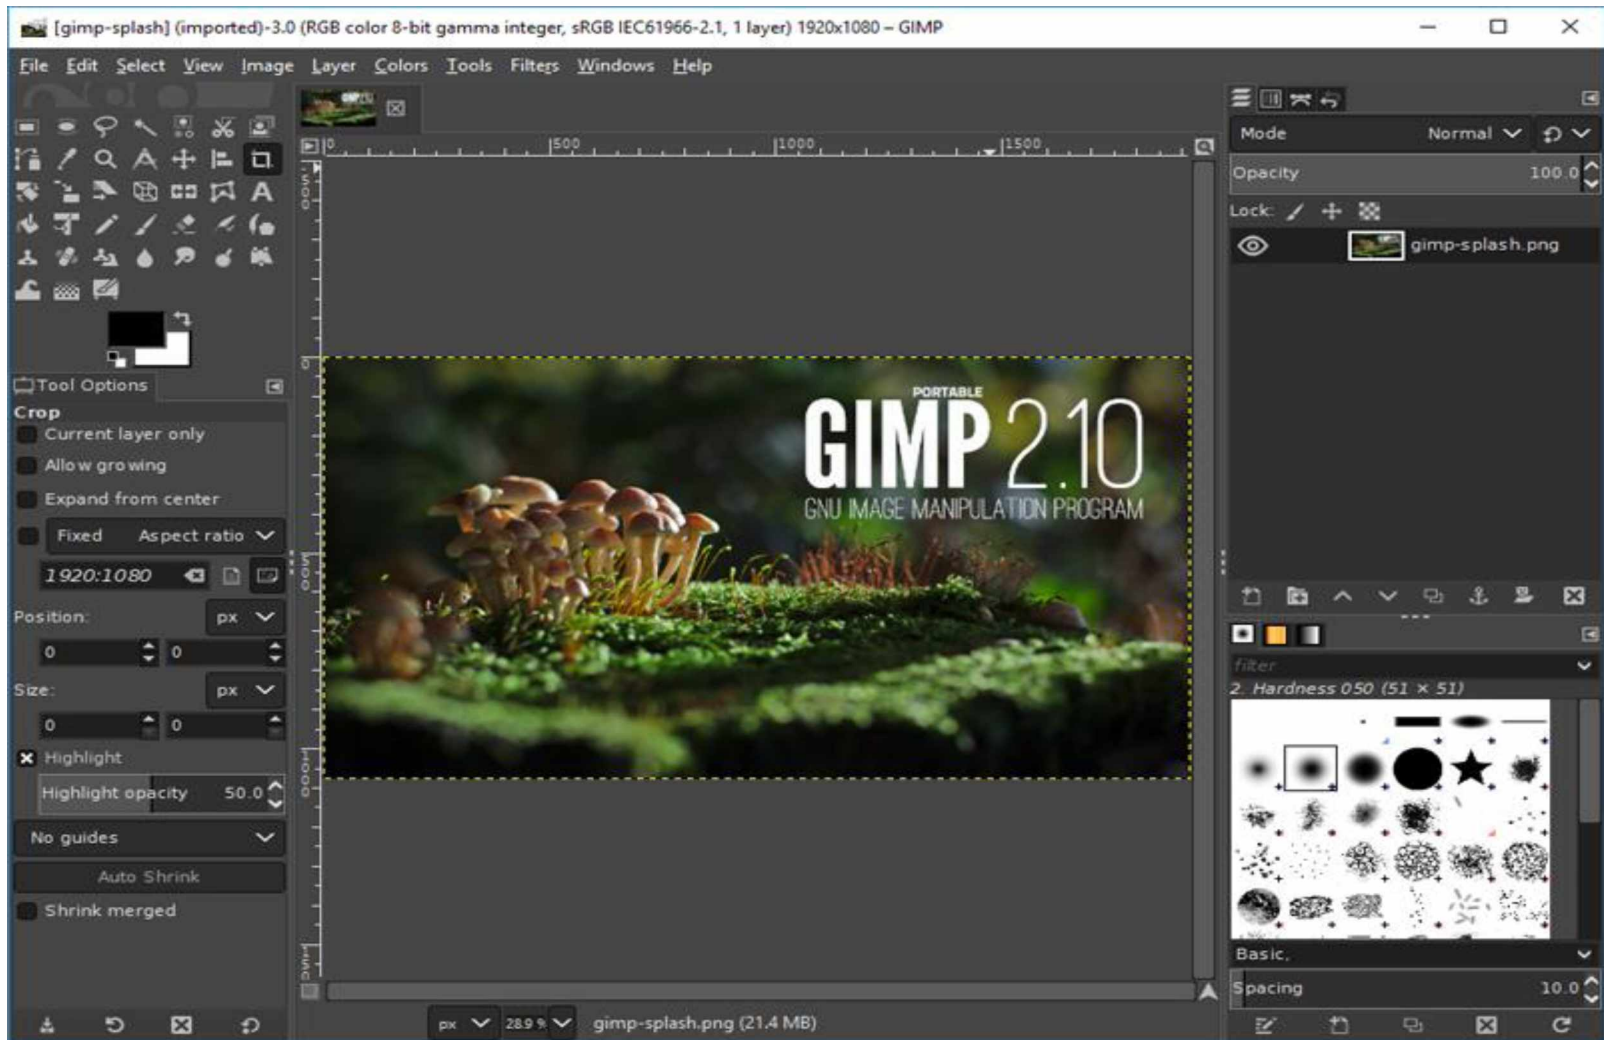 [gimp-splash] (imported)-3.0 (RGB color 8-bit gamma integer, sRGB IEC61966-2.1, 1 layer) 1920x1080 – GIMP
File Edit Select View Image Layer Colors Tools Filters Windows Help
0 500 1000 1500
Tool Options
Crop
Current layer only
Allow growing
Expand from center
Fixed Aspect ratio
1920:1080
Position: px
0 0
Size: px
0 0
Highlight
Highlight opacity 50.0
No guides
Auto Shrink
Shrink merged
PORTABLE
GIMP 2.10
GNU IMAGE MANIPULATION PROGRAM
px 28.9 % gimp-splash.png (21.4 MB)
Mode Normal
Opacity 100.0
Lock:
gimp-splash.png
filter
2. Hardness 050 (51 × 51)
Basic,
Spacing 10.0